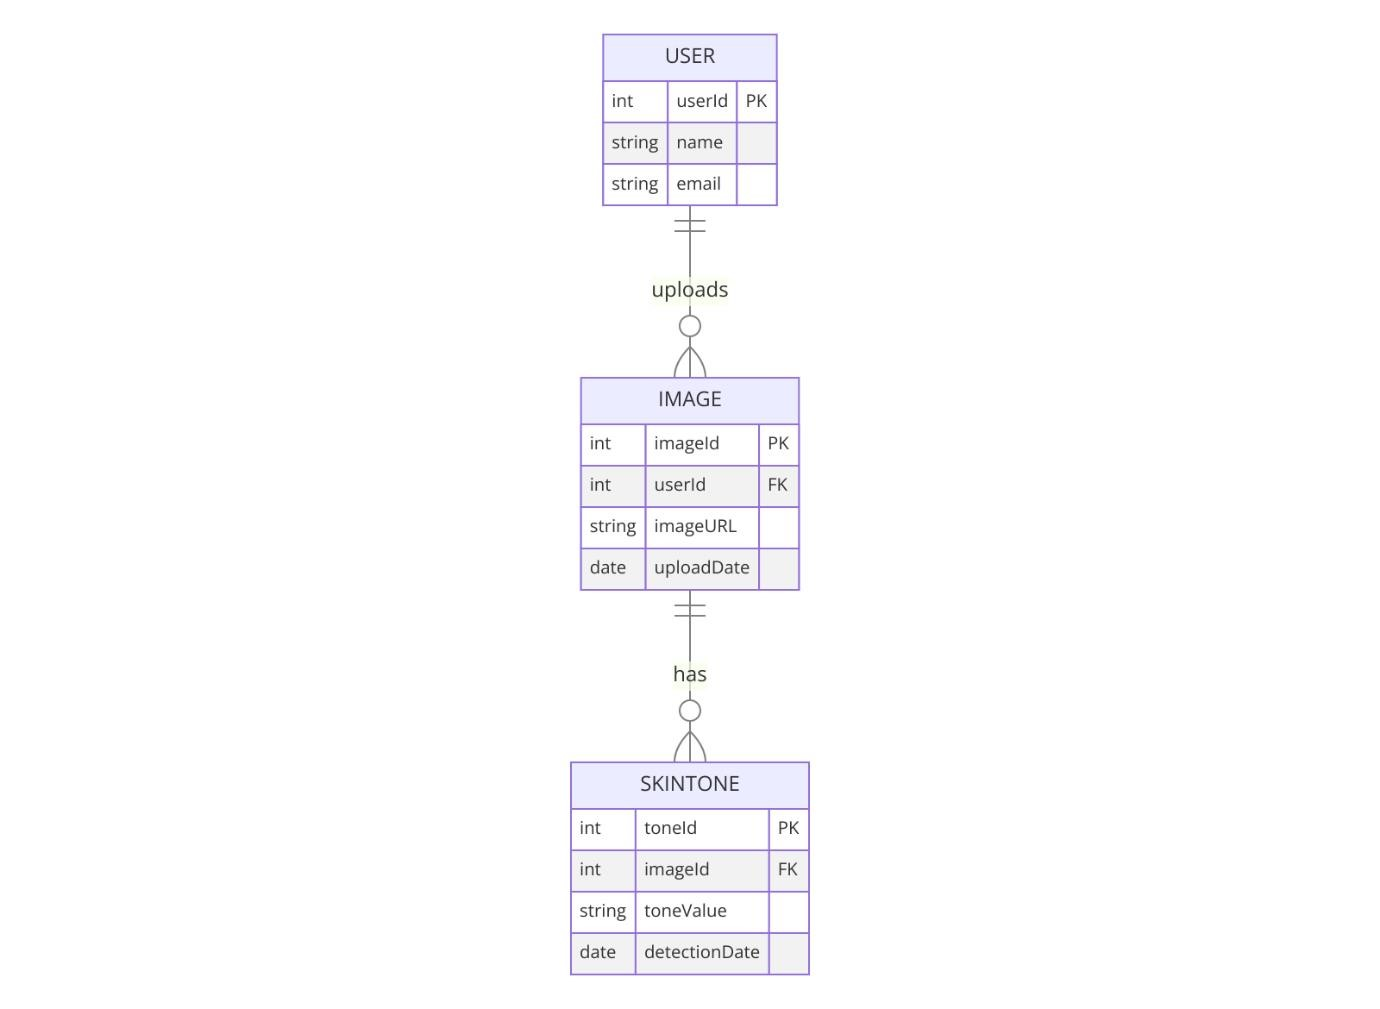 USER
int userId PK
string name
string email
uploads
IMAGE
int imageId PK
int userId FK
string imageURL
date uploadDate
has
SKINTONE
int toneId PK
int imageId FK
string toneValue
date detectionDate